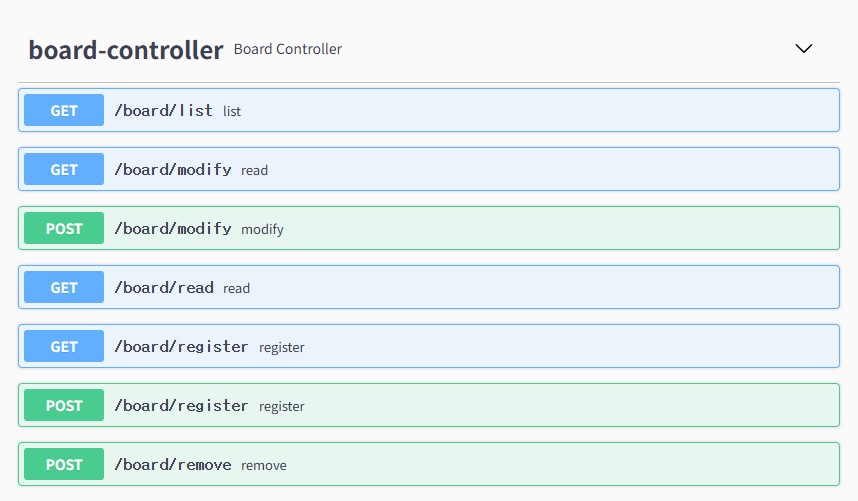 board-controller Board Controller
GET /board/list list
GET /board/modify read
POST /board/modify modify
GET /board/read read
GET /board/register register
POST /board/register register
POST /board/remove remove